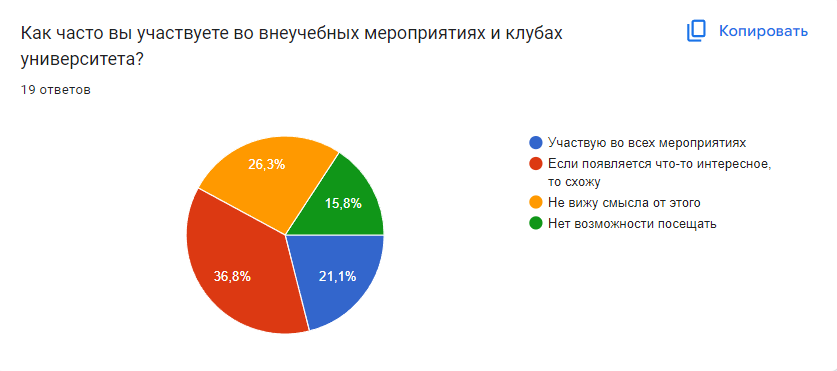 Как часто вы участвуете во внеучебных мероприятиях и клубах
университета?
Копировать
19 ответов
26,3%
15,8%
36,8%
21,1%
Участвую во всех мероприятиях
Если появляется что-то интересное,
то схожу
Не вижу смысла от этого
Нет возможности посещать